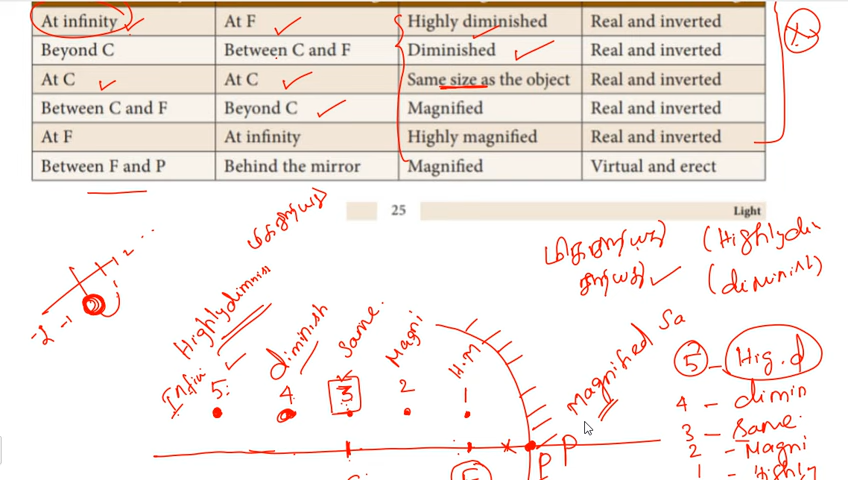 At infinity At F Highly diminished Real and inverted
Beyond C Between C and F Diminished Real and inverted
At C At C Same size as the object Real and inverted
Between C and F Beyond C Magnified Real and inverted
At F At infinity Highly magnified Real and inverted
Between F and P Behind the mirror Magnified Virtual and erect
25 Light
(Highly dim
(diminish)
-2 -1 1 2 ..
Highly dimnish
diminish
Same.
Magni
H.M
Magnified Sa
5 - Hig.d
Infini 5 4 3 2 1
4 - dimin
3 - Same.
2 - Magni
1 - Highly
P P
F